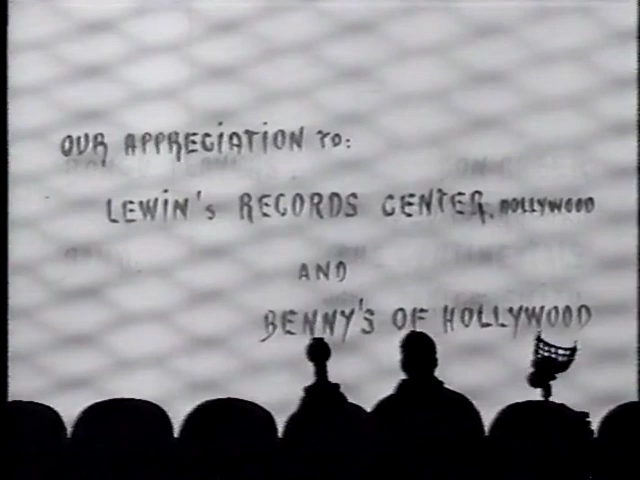 OUR APPRECIATION TO:
LEWIN'S RECORDS CENTER, HOLLYWOOD
AND
BENNY'S OF HOLLYWOOD